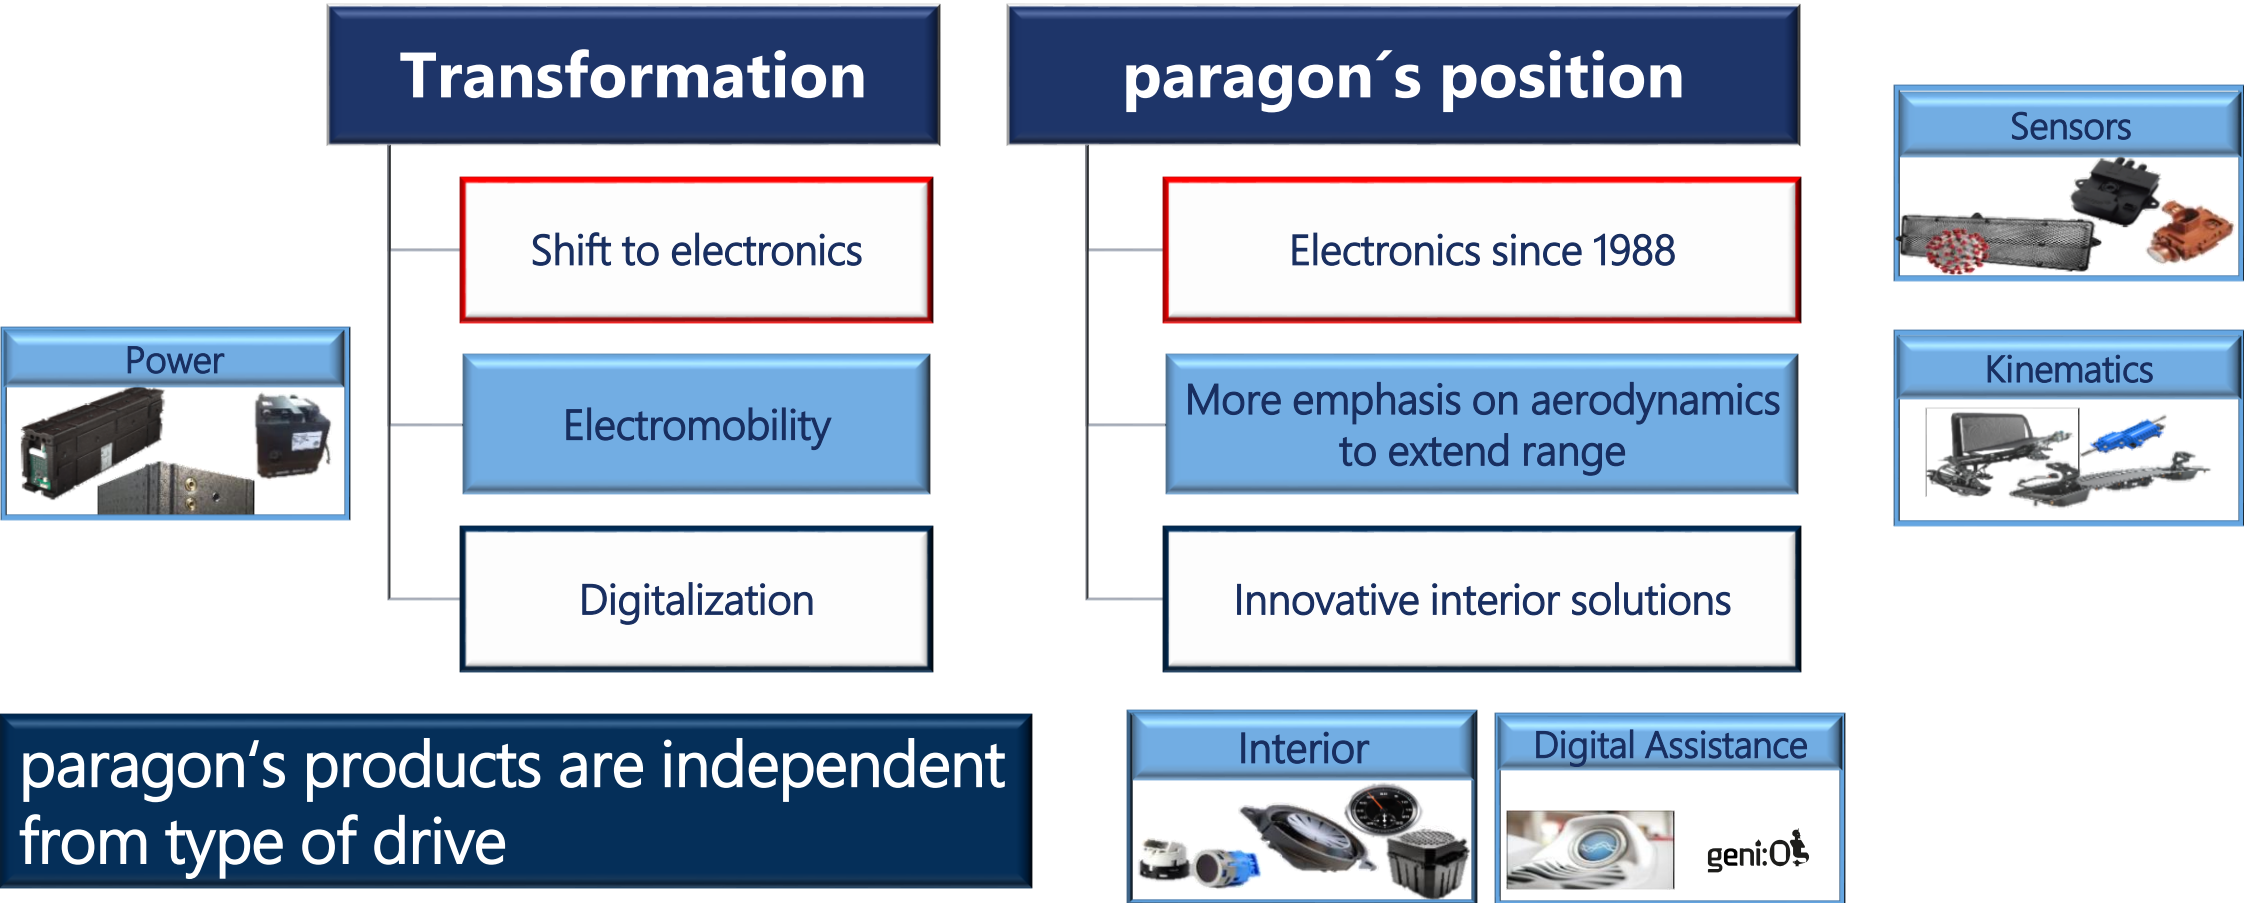 Transformation
paragon´s position
Shift to electronics
Electronics since 1988
Electromobility
More emphasis on aerodynamics
to extend range
Digitalization
Innovative interior solutions
Power
Sensors
Kinematics
paragon‘s products are independent
from type of drive
Interior
Digital Assistance
geni:OS